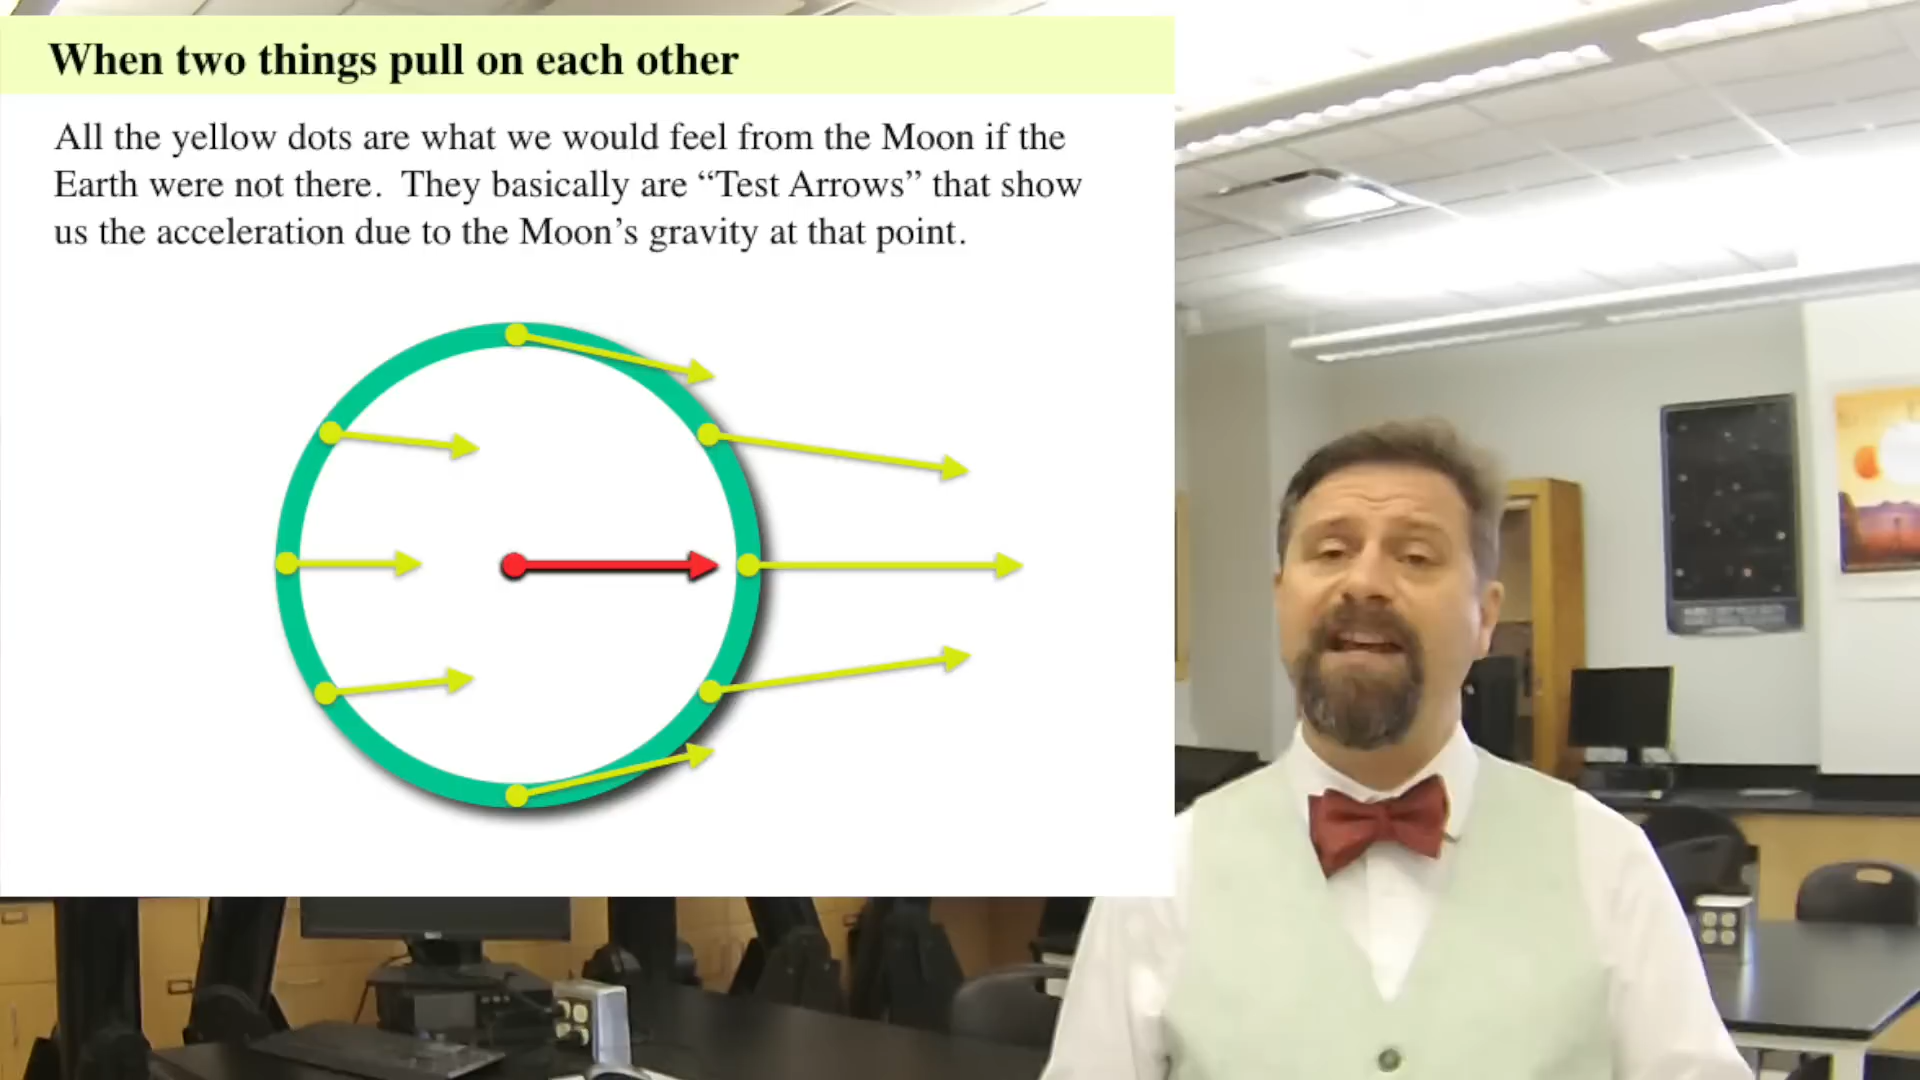 When two things pull on each other
All the yellow dots are what we would feel from the Moon if the
Earth were not there. They basically are “Test Arrows” that show
us the acceleration due to the Moon’s gravity at that point.